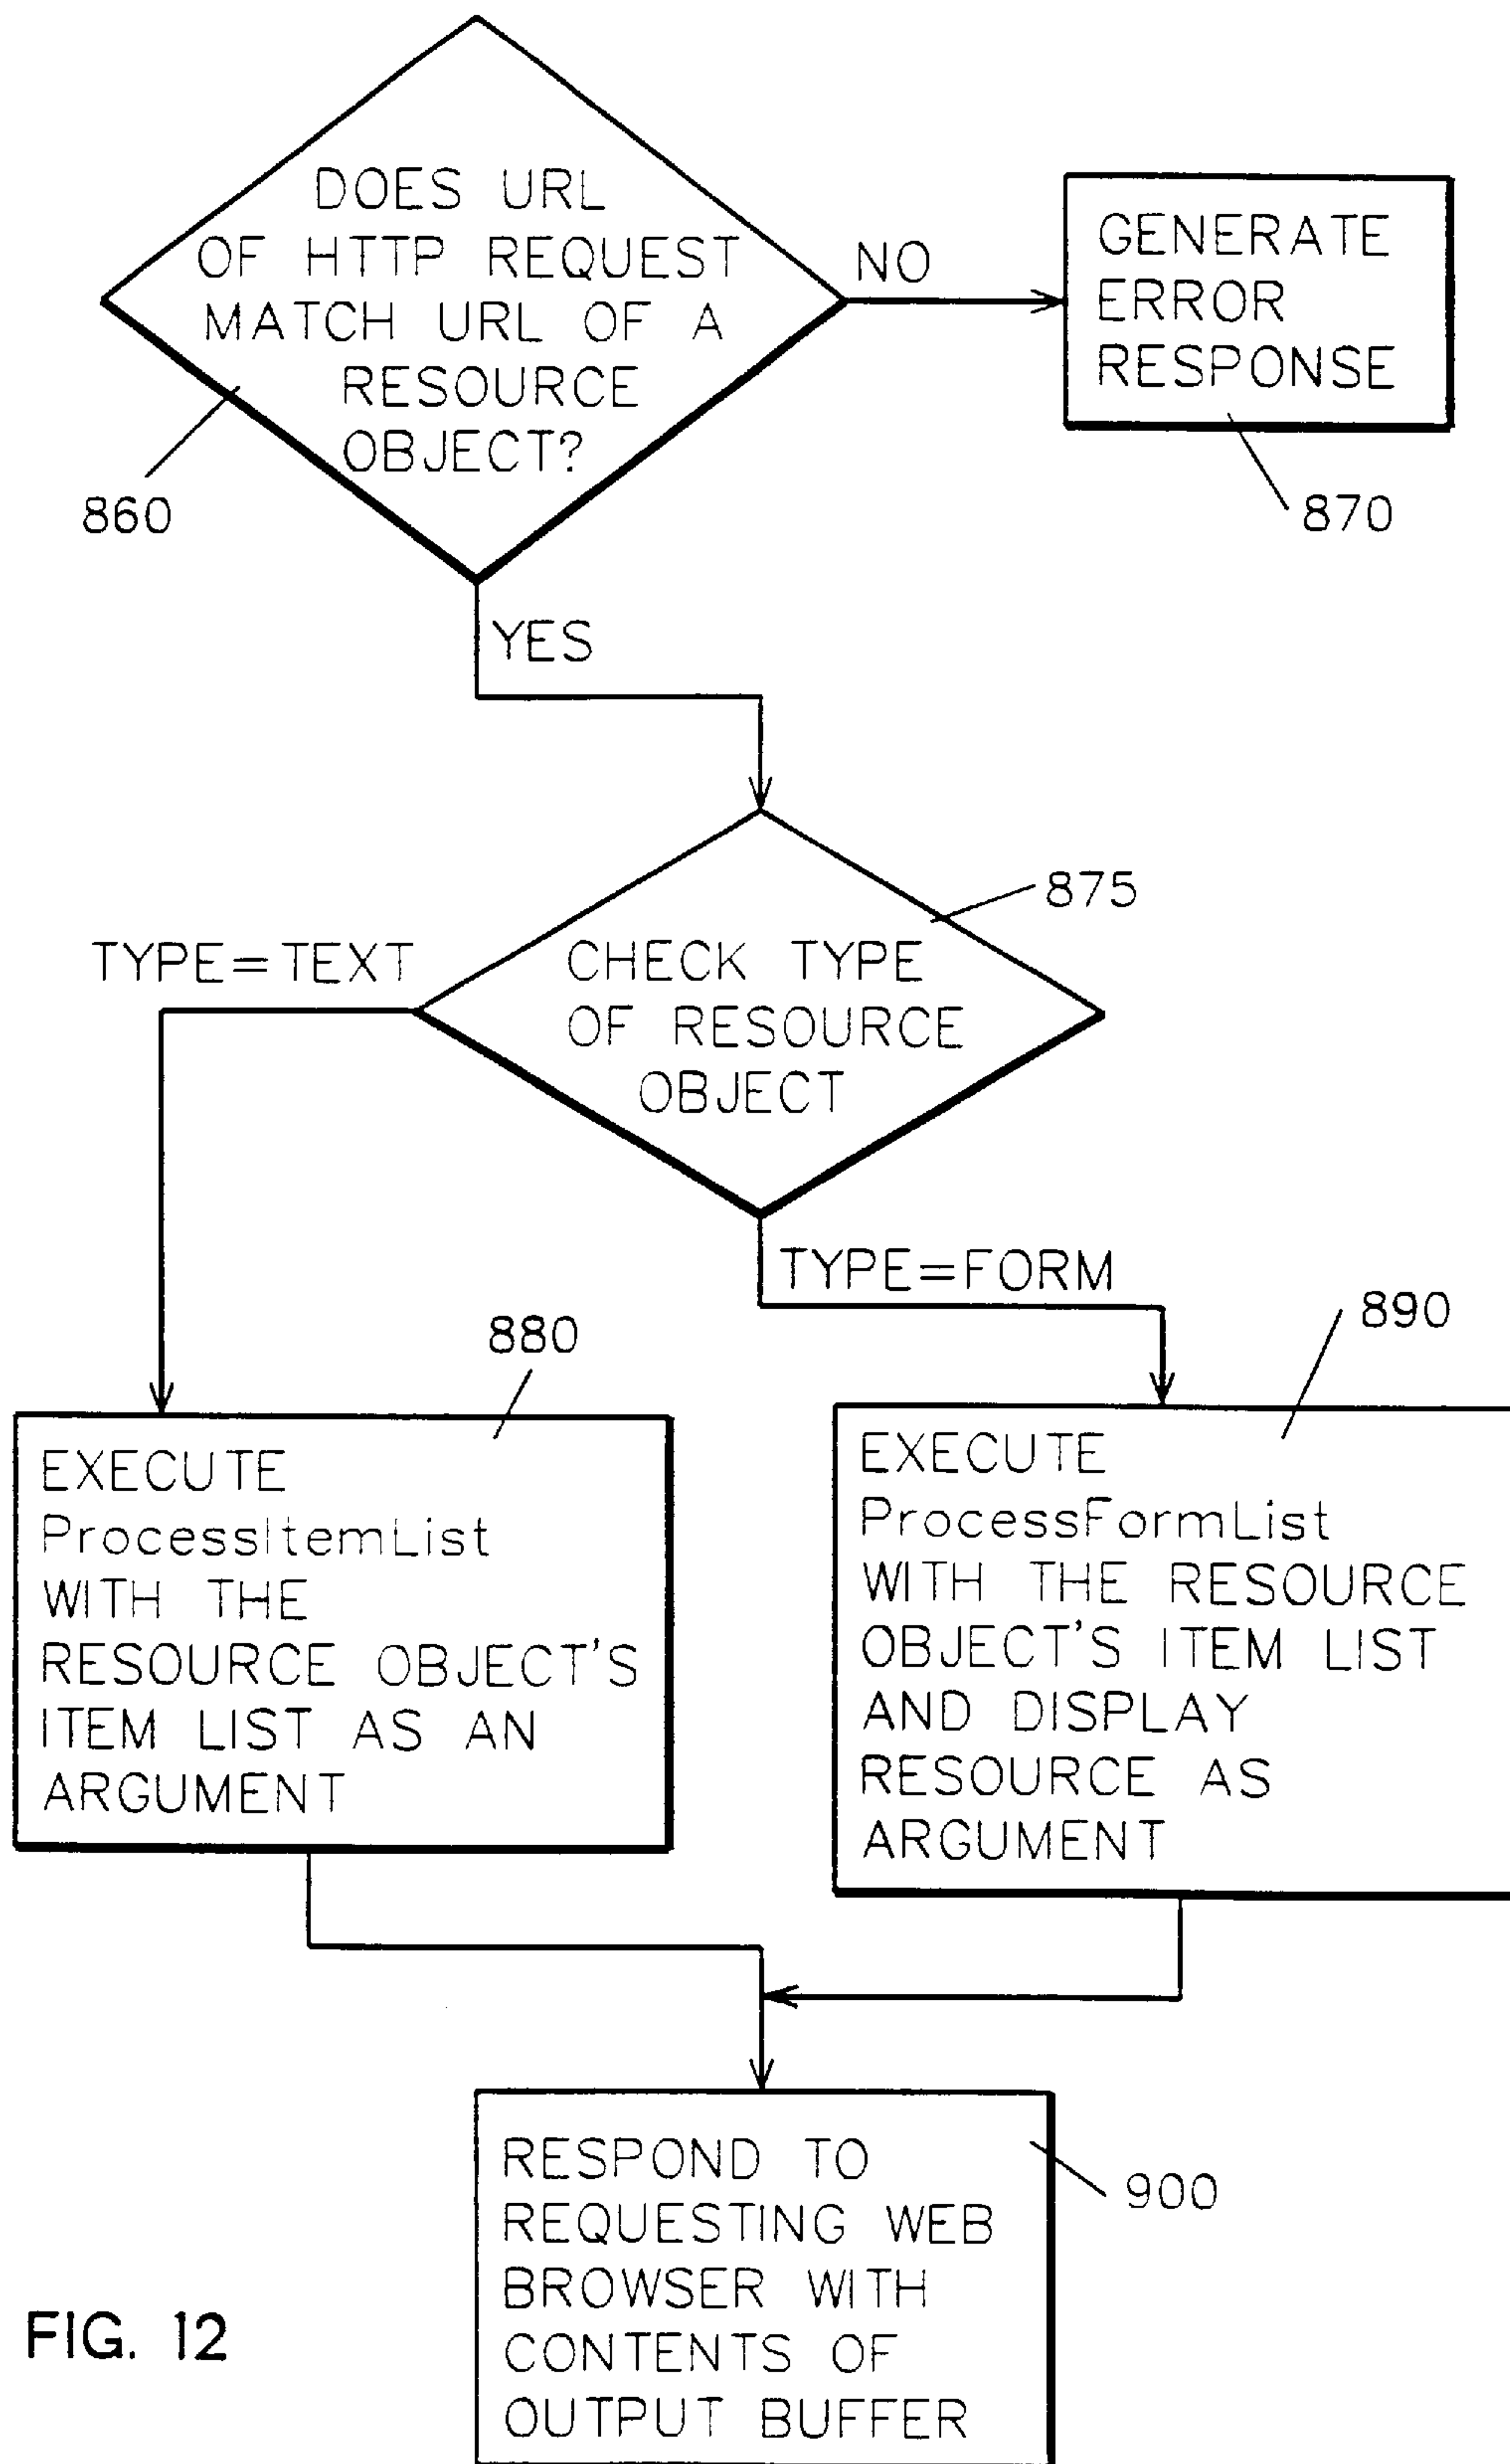 DOES URL
OF HTTP REQUEST
MATCH URL OF A
RESOURCE
OBJECT?
860
NO
GENERATE
ERROR
RESPONSE
870
YES
875
CHECK TYPE
OF RESOURCE
OBJECT
TYPE=TEXT
TYPE=FORM
880
EXECUTE
ProcessItemList
WITH THE
RESOURCE OBJECT'S
ITEM LIST AS AN
ARGUMENT
890
EXECUTE
ProcessFormList
WITH THE RESOURCE
OBJECT'S ITEM LIST
AND DISPLAY
RESOURCE AS
ARGUMENT
RESPOND TO
REQUESTING WEB
BROWSER WITH
CONTENTS OF
OUTPUT BUFFER
900
FIG. 12